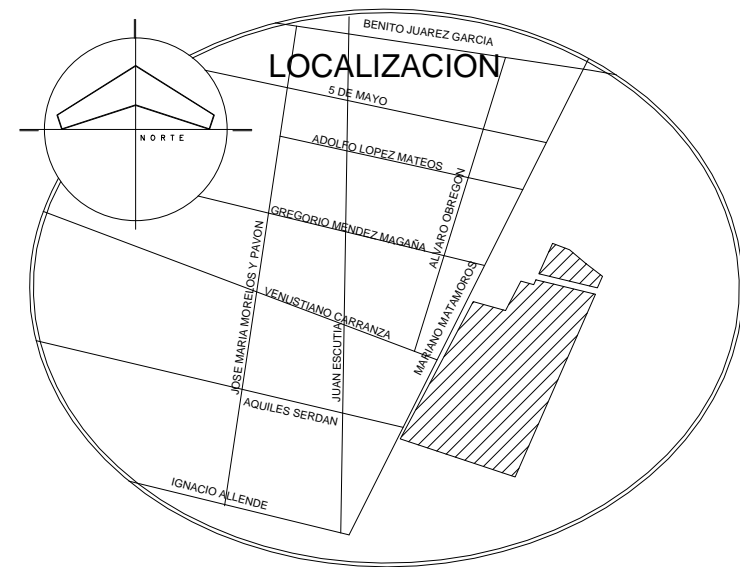 BENITO JUAREZ GARCIA
LOCALIZACION
5 DE MAYO
NORTE
ADOLFO LOPEZ MATEOS
ALVARO OBREGON
GREGORIO MENDEZ MAGAÑA
JOSE MARIA MORELOS Y PAVON
MARIANO MATAMOROS
VENUSTIANO CARRANZA
JUAN ESCUTIA
AQUILES SERDAN
IGNACIO ALLENDE